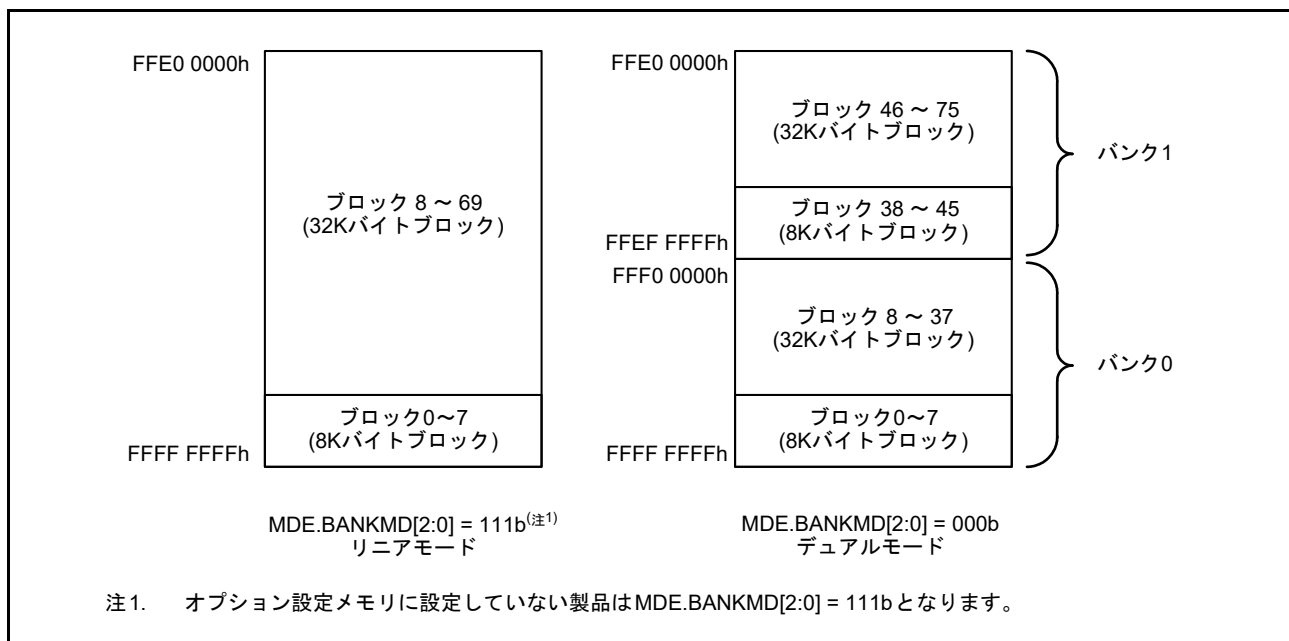 FFE0 0000h
ブロック 8 ～ 69
(32Kバイトブロック)
ブロック0～7
(8Kバイトブロック)
FFFF FFFFh
MDE.BANKMD[2:0] = 111b(注1)
リニアモード
FFE0 0000h
ブロック 46 ～ 75
(32Kバイトブロック)
ブロック 38 ～ 45
(8Kバイトブロック)
FFEF FFFFh
バンク1
FFF0 0000h
ブロック 8 ～ 37
(32Kバイトブロック)
ブロック0～7
(8Kバイトブロック)
FFFF FFFFh
バンク0
MDE.BANKMD[2:0] = 000b
デュアルモード
注1. オプション設定メモリに設定していない製品はMDE.BANKMD[2:0] = 111bとなります。